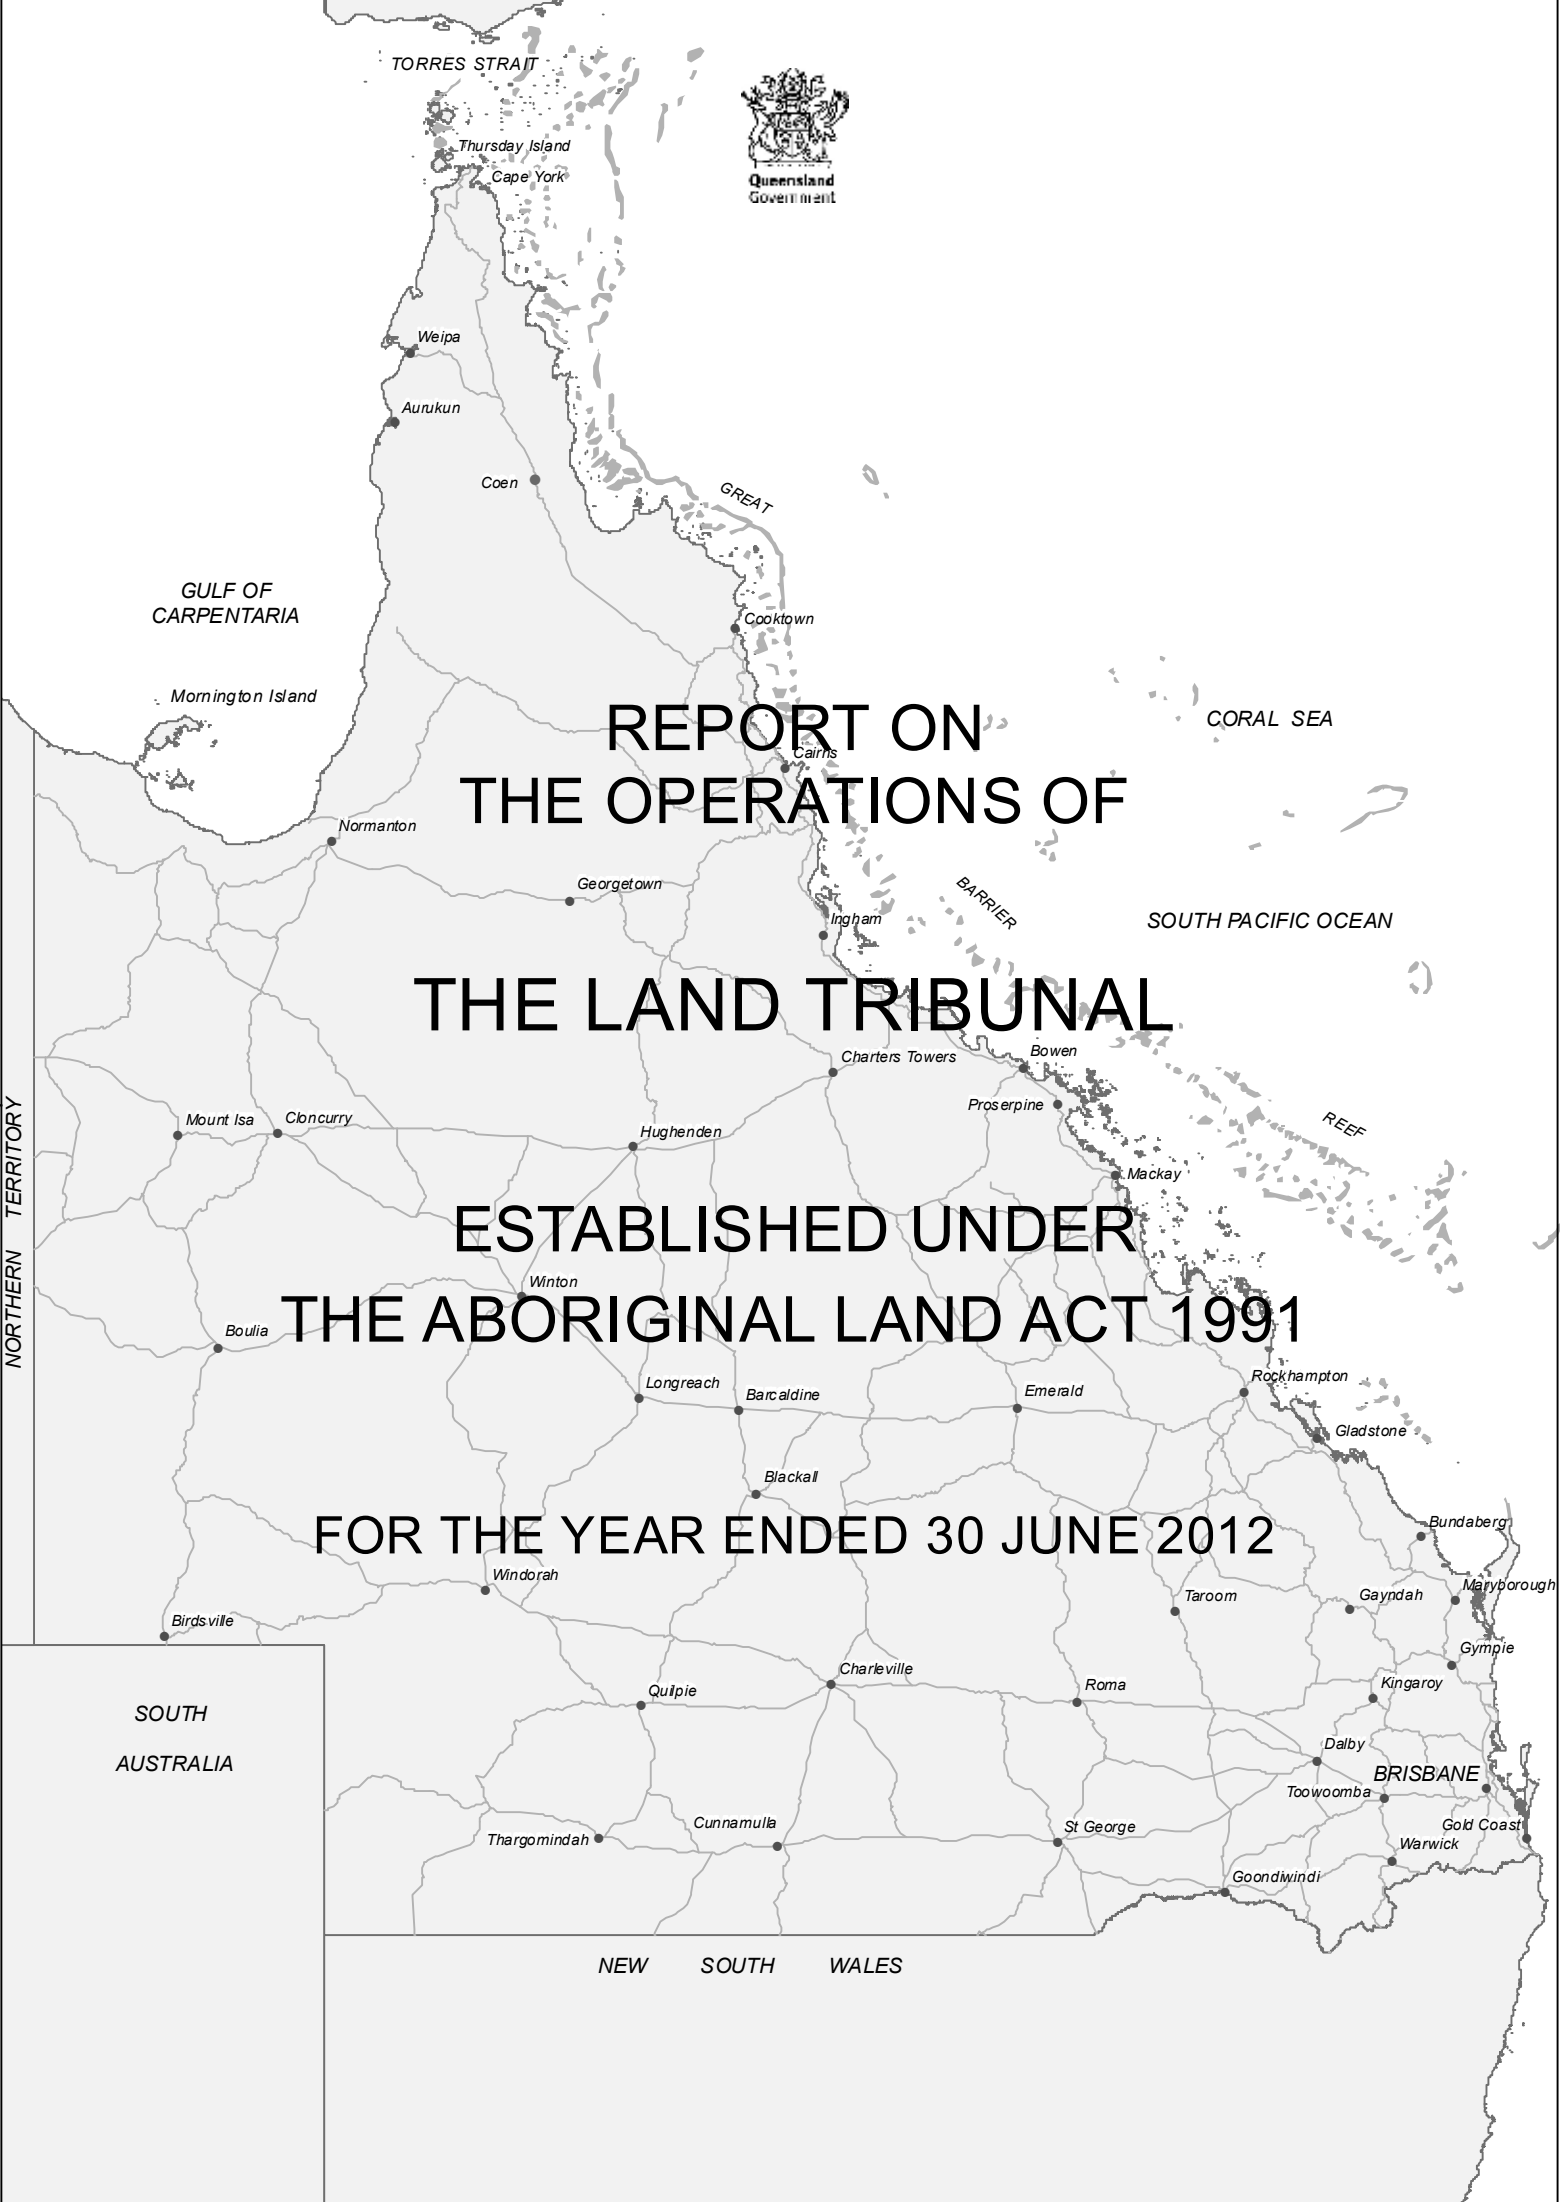 TORRES STRAIT
Thursday Island
Cape York
Queensland
Government
Weipa
Aurukun
Coen
GREAT
GULF OF
CARPENTARIA
Cooktown
Mornington Island
REPORT ON
CORAL SEA
Cairns
THE OPERATIONS OF
Normanton
Georgetown
BARRIER
Ingham
SOUTH PACIFIC OCEAN
THE LAND TRIBUNAL
Charters Towers
Bowen
Proserpine
Mount Isa
Cloncurry
Hughenden
REEF
Mackay
NORTHERN TERRITORY
ESTABLISHED UNDER
Winton
THE ABORIGINAL LAND ACT 1991
Boulia
Longreach
Barcaldine
Emerald
Rockhampton
Gladstone
Blackall
FOR THE YEAR ENDED 30 JUNE 2012
Bundaberg
Windorah
Taroom
Gayndah
Maryborough
Birdsville
Gympie
Charleville
Quilpie
Roma
Kingaroy
SOUTH
AUSTRALIA
Dalby
BRISBANE
Toowoomba
Gold Coast
Cunnamulla
Thargomindah
St George
Warwick
Goondiwindi
NEW SOUTH WALES